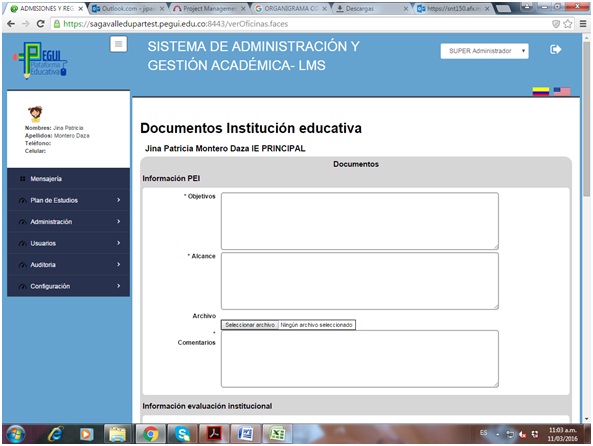 ADMISIONES Y REG
Outlook.com - jipa
Project Manageme
ORGANIGRAMA CO
Descargas
https://snt150.afx.m
https://sagavalledupartest.pegui.edu.co:8443/verOficinas.faces
PEGUI
Plataforma
Educativa
SISTEMA DE ADMINISTRACIÓN Y
GESTIÓN ACADÉMICA- LMS
SUPER Administrador
Nombres: Jina Patricia
Apellidos: Montero Daza
Teléfono:
Celular:
Mensajería
Plan de Estudios
Administración
Usuarios
Auditoria
Configuración
Documentos Institución educativa
Jina Patricia Montero Daza IE PRINCIPAL
Documentos
Información PEI
* Objetivos
* Alcance
Archivo
Seleccionar archivo Ningún archivo seleccionado
*
Comentarios
Información evaluación institucional
ES
11:03 a.m.
11/03/2016